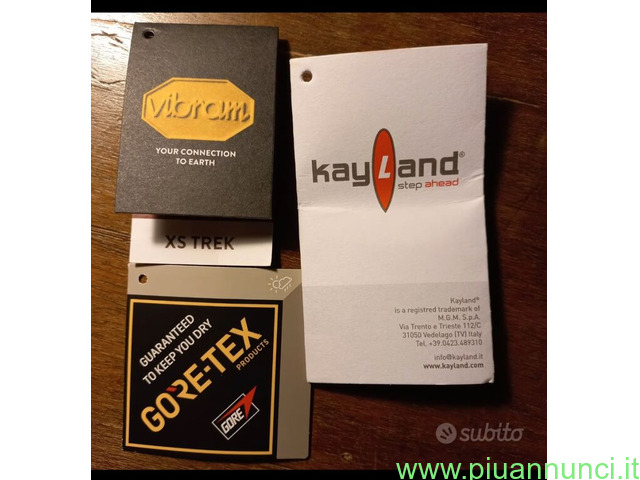 vibram
YOUR CONNECTION
TO EARTH
XS TREK
GUARANTEED
TO KEEP YOU DRY
GORE-TEX
PRODUCTS
GORE
kayLand®
step ahead
Kayland®
is a registred trademark of
M.G.M. S.p.A.
Via Trento e Trieste 112/C
31050 Vedelago (TV) Italy
Tel. +39.0423.489310
info@kayland.it
www.kayland.com
subito
www.piuannunci.it